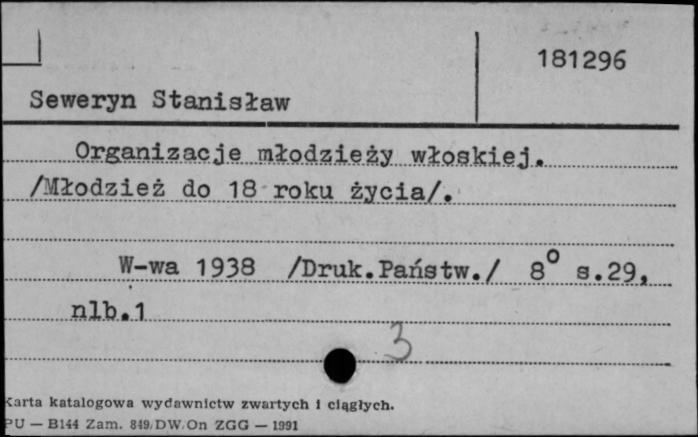 181296
Seweryn Stanisław
Organizacje młodzieży włoskiej.
/Młodzież do 18 roku życia/.
W-wa 1938 /Druk.Państw./ 8° s.29,
nlb.1
3
Karta katalogowa wydawnictw zwartych i ciągłych.
PU — B144 Zam. 849/DW/On ZGG — 1991